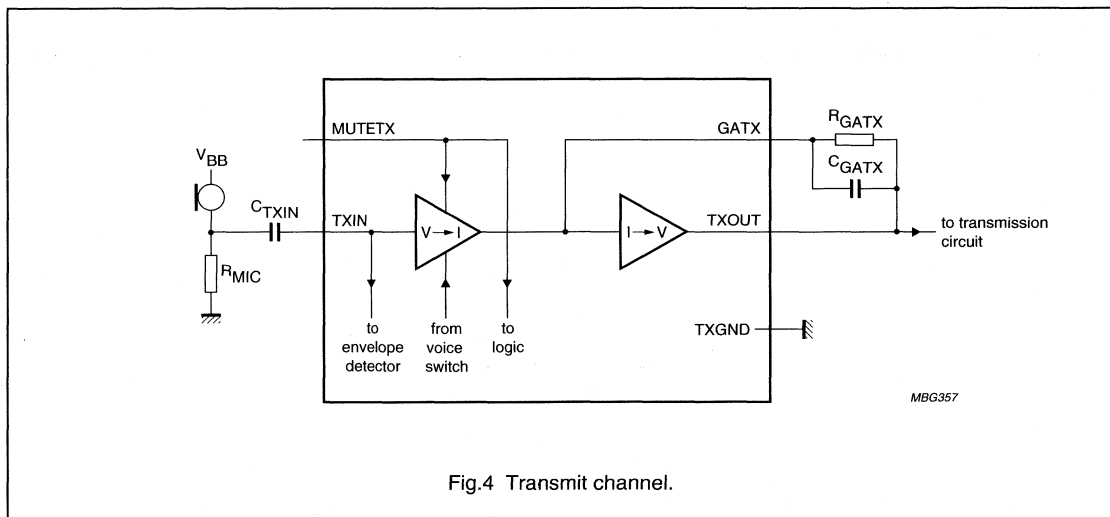 MUTETX
GATX
RGATX
CGATX
VBB
CTXIN
TXIN
V → I
I → V
TXOUT
to transmission
circuit
RMIC
TXGND
to
envelope
detector
from
voice
switch
to
logic
MBG357
Fig.4 Transmit channel.